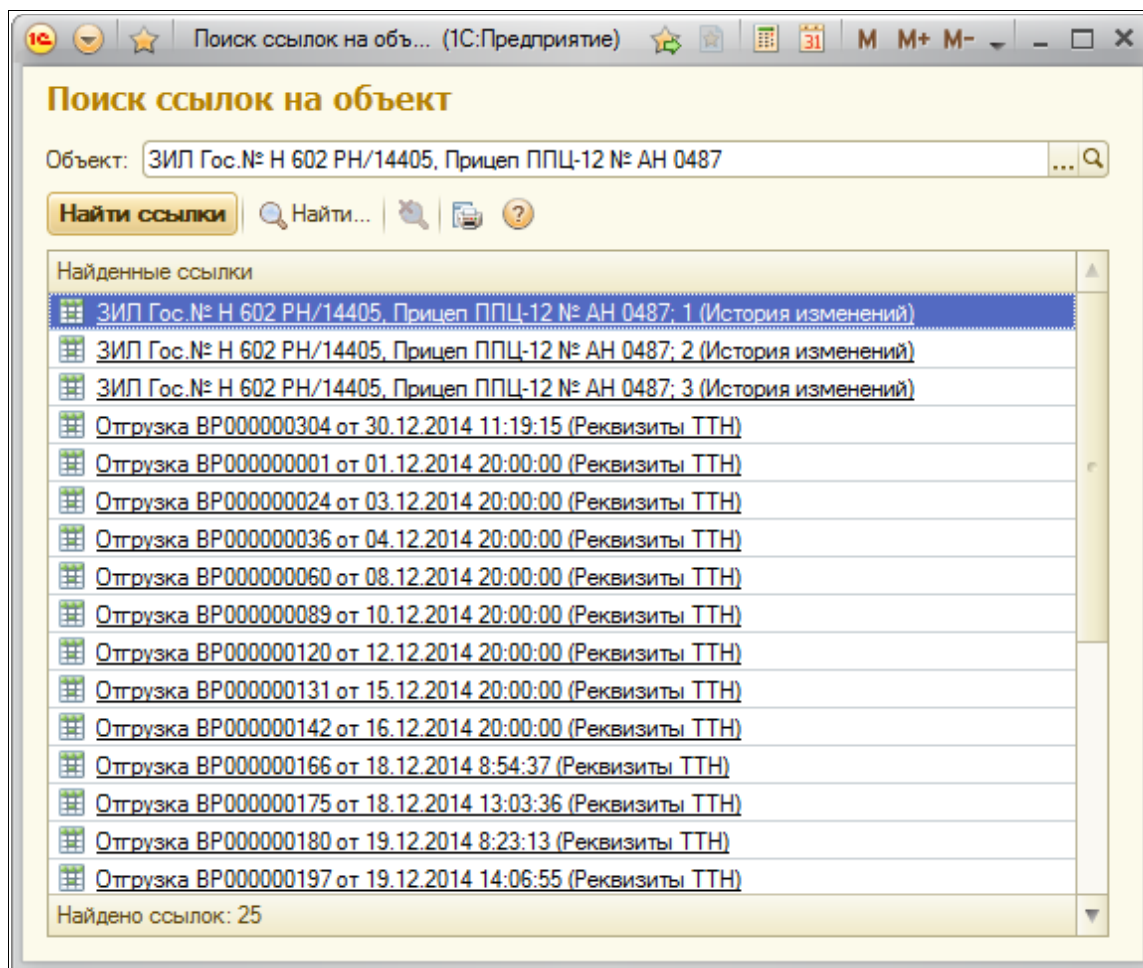 1С Поиск ссылок на объ... (1С:Предприятие) 31 M M+ M-
Поиск ссылок на объект
Объект: ЗИЛ Гос.№ Н 602 РН/14405, Прицеп ППЦ-12 № АН 0487 ...
Найти ссылки Найти... ?
Найденные ссылки
ЗИЛ Гос.№ Н 602 РН/14405, Прицеп ППЦ-12 № АН 0487; 1 (История изменений)
ЗИЛ Гос.№ Н 602 РН/14405, Прицеп ППЦ-12 № АН 0487; 2 (История изменений)
ЗИЛ Гос.№ Н 602 РН/14405, Прицеп ППЦ-12 № АН 0487; 3 (История изменений)
Отгрузка ВР000000304 от 30.12.2014 11:19:15 (Реквизиты ТТН)
Отгрузка ВР000000001 от 01.12.2014 20:00:00 (Реквизиты ТТН)
Отгрузка ВР000000024 от 03.12.2014 20:00:00 (Реквизиты ТТН)
Отгрузка ВР000000036 от 04.12.2014 20:00:00 (Реквизиты ТТН)
Отгрузка ВР000000060 от 08.12.2014 20:00:00 (Реквизиты ТТН)
Отгрузка ВР000000089 от 10.12.2014 20:00:00 (Реквизиты ТТН)
Отгрузка ВР000000120 от 12.12.2014 20:00:00 (Реквизиты ТТН)
Отгрузка ВР000000131 от 15.12.2014 20:00:00 (Реквизиты ТТН)
Отгрузка ВР000000142 от 16.12.2014 20:00:00 (Реквизиты ТТН)
Отгрузка ВР000000166 от 18.12.2014 8:54:37 (Реквизиты ТТН)
Отгрузка ВР000000175 от 18.12.2014 13:03:36 (Реквизиты ТТН)
Отгрузка ВР000000180 от 19.12.2014 8:23:13 (Реквизиты ТТН)
Отгрузка ВР000000197 от 19.12.2014 14:06:55 (Реквизиты ТТН)
Найдено ссылок: 25